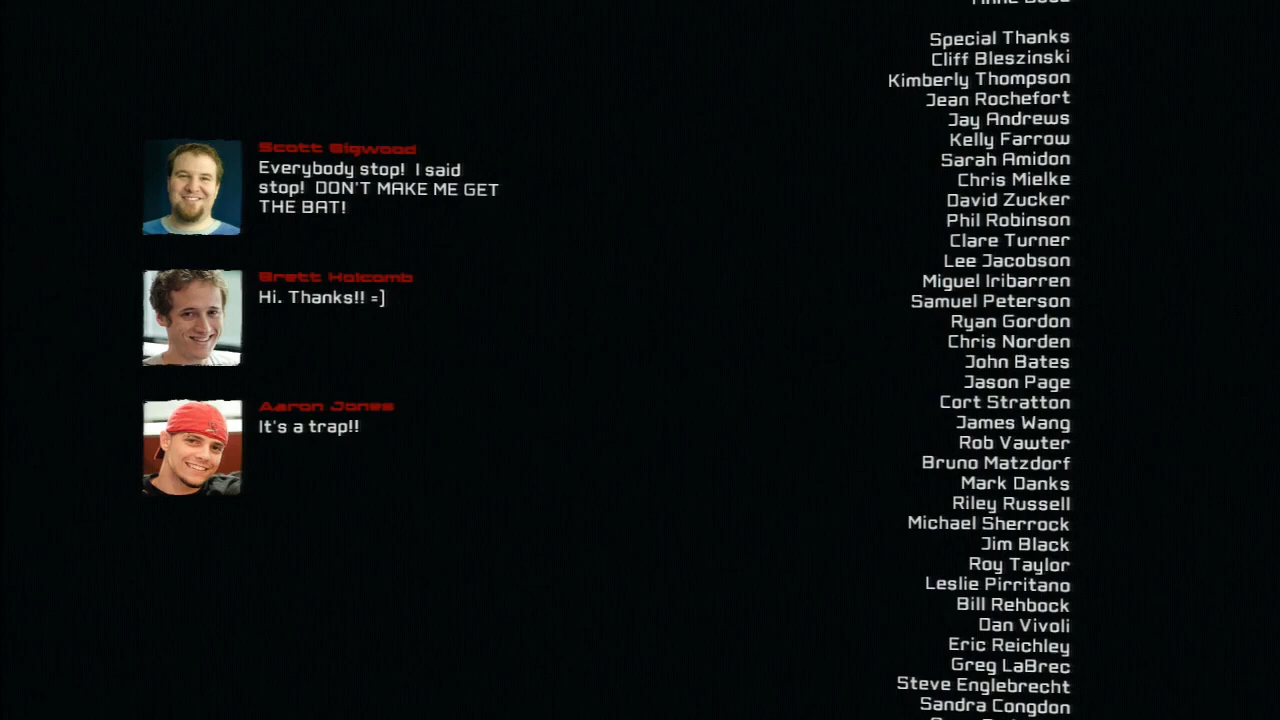 Scott Bigwood
Everybody stop!  I said
stop!  DON'T MAKE ME GET
THE BAT!
Brett Holcomb
Hi. Thanks!! =]
Aaron Jones
It's a trap!!
Special Thanks
Cliff Bleszinski
Kimberly Thompson
Jean Rochefort
Jay Andrews
Kelly Farrow
Sarah Amidon
Chris Mielke
David Zucker
Phil Robinson
Clare Turner
Lee Jacobson
Miguel Iribarren
Samuel Peterson
Ryan Gordon
Chris Norden
John Bates
Jason Page
Cort Stratton
James Wang
Rob Vawter
Bruno Matzdorf
Mark Danks
Riley Russell
Michael Sherrock
Jim Black
Roy Taylor
Leslie Pirritano
Bill Rehbock
Dan Vivoli
Eric Reichley
Greg LaBrec
Steve Englebrecht
Sandra Congdon